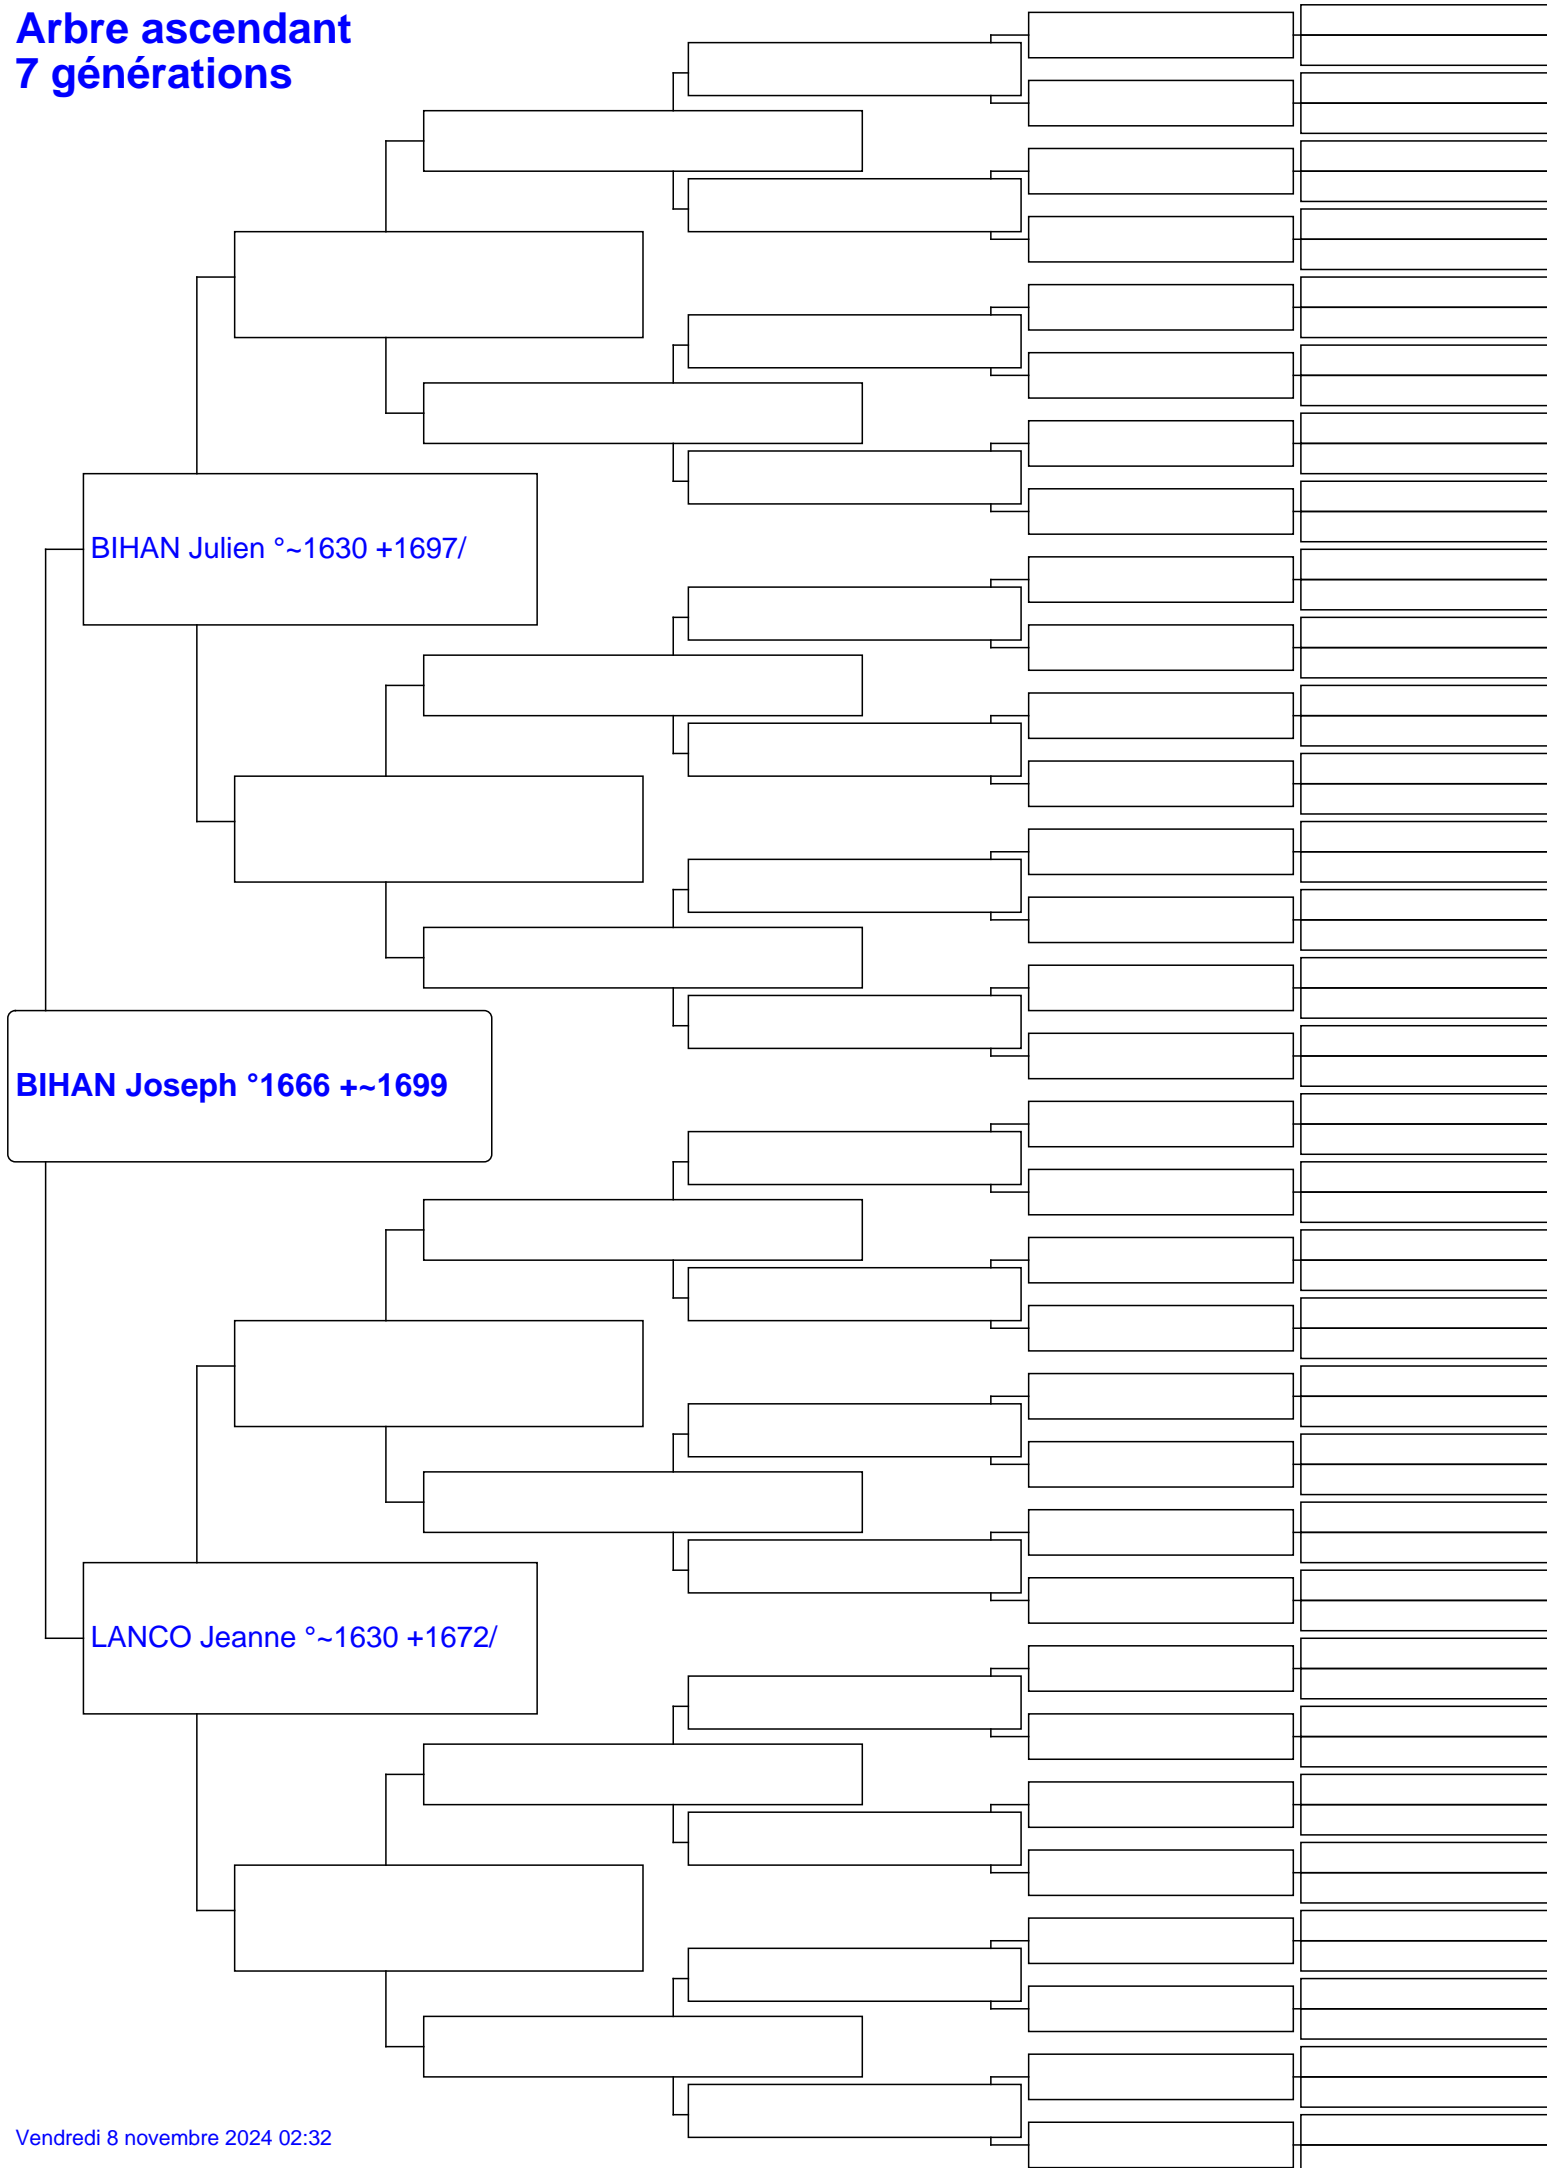 Arbre ascendant
7 générations
BIHAN Julien °~1630 +1697/
BIHAN Joseph °1666 +~1699
LANCO Jeanne °~1630 +1672/
Vendredi 8 novembre 2024 02:32